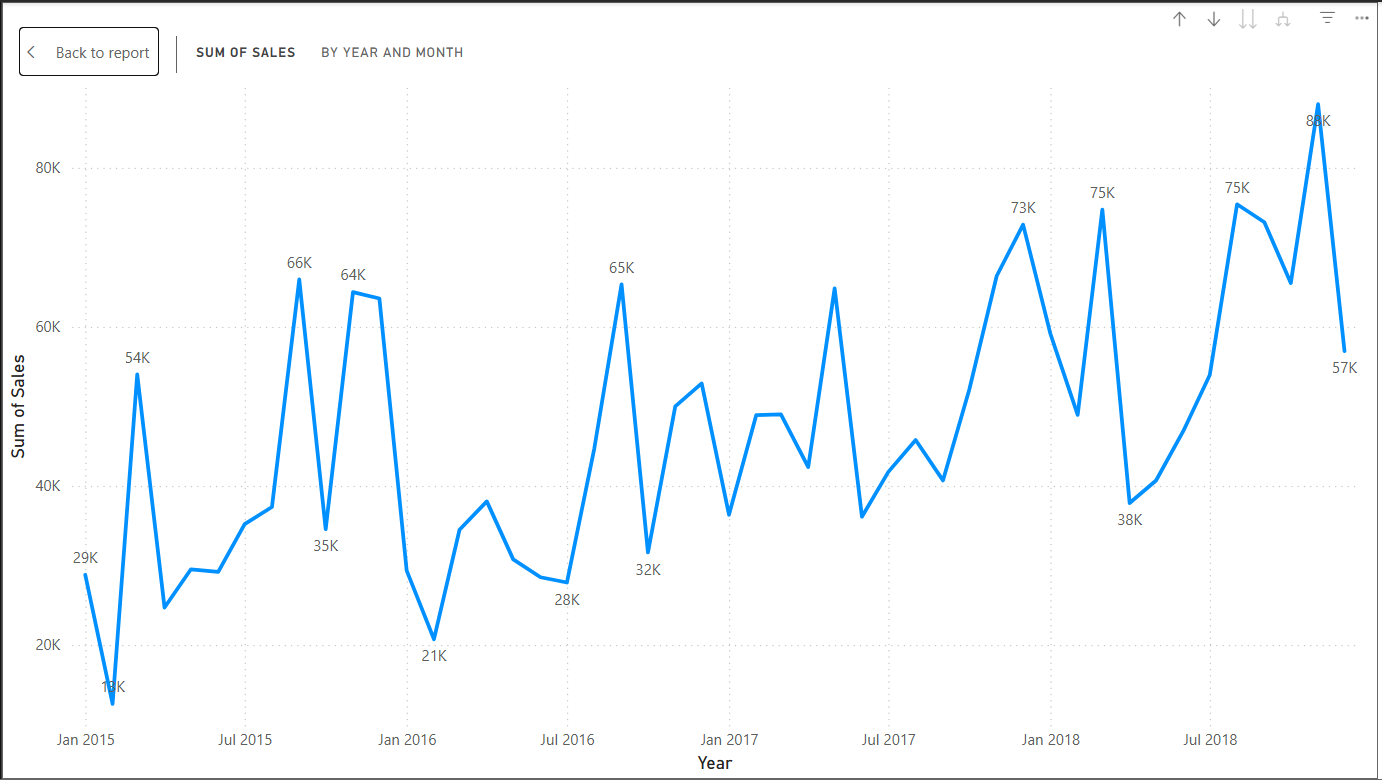 Back to report
SUM OF SALES BY YEAR AND MONTH
80K
60K
40K
20K
Sum of Sales
29K
13K
54K
66K
35K
64K
21K
28K
65K
32K
73K
75K
38K
75K
88K
57K
Jan 2015
Jul 2015
Jan 2016
Jul 2016
Jan 2017
Jul 2017
Jan 2018
Jul 2018
Year